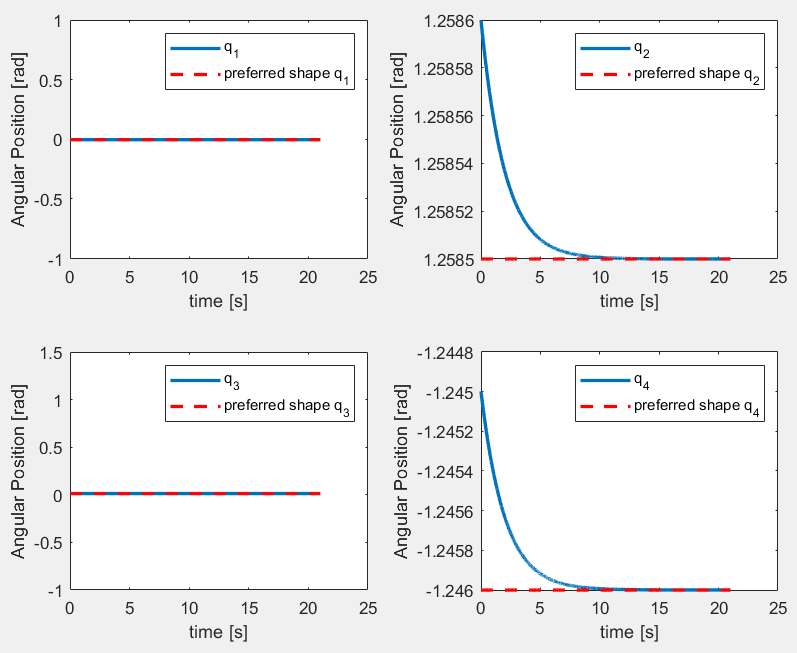 1
0.5
0
-0.5
-1
Angular Position [rad]
q1
preferred shape q1
0 5 10 15 20 25
time [s]
1.2586
1.25858
1.25856
1.25854
1.25852
1.2585
Angular Position [rad]
q2
preferred shape q2
0 5 10 15 20 25
time [s]
1.5
1
0.5
0
-0.5
-1
Angular Position [rad]
q3
preferred shape q3
0 5 10 15 20 25
time [s]
-1.2448
-1.245
-1.2452
-1.2454
-1.2456
-1.2458
-1.246
Angular Position [rad]
q4
preferred shape q4
0 5 10 15 20 25
time [s]